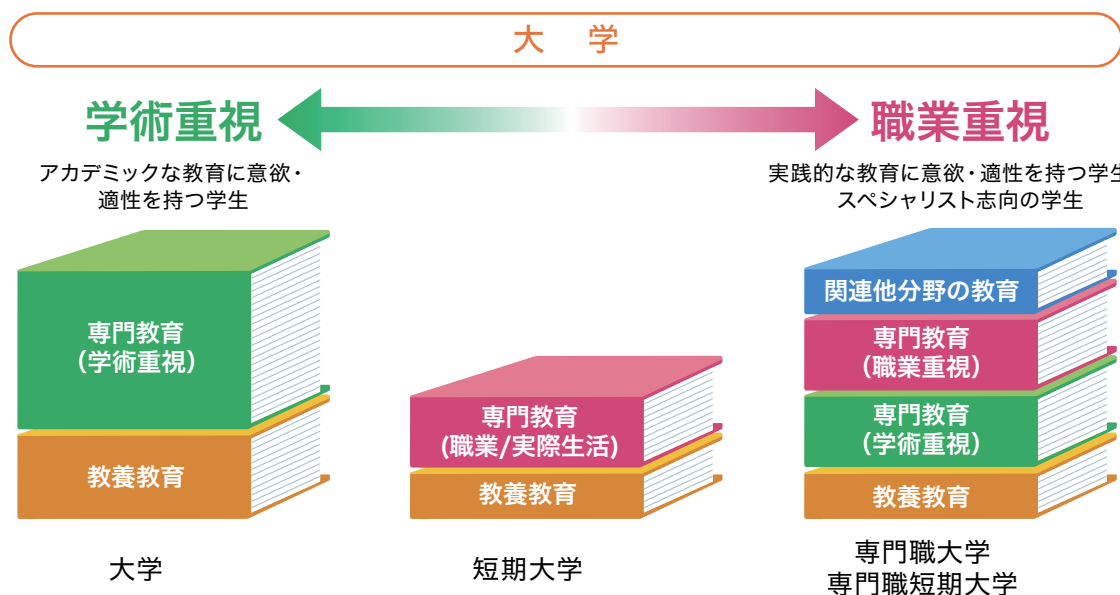 大 学
学術重視
職業重視
アカデミックな教育に意欲・
適性を持つ学生
実践的な教育に意欲・適性を持つ学生
スペシャリスト志向の学生
専門教育
(学術重視)
教養教育
大学
専門教育
(職業/実際生活)
教養教育
短期大学
関連他分野の教育
専門教育
(職業重視)
専門教育
(学術重視)
教養教育
専門職大学
専門職短期大学